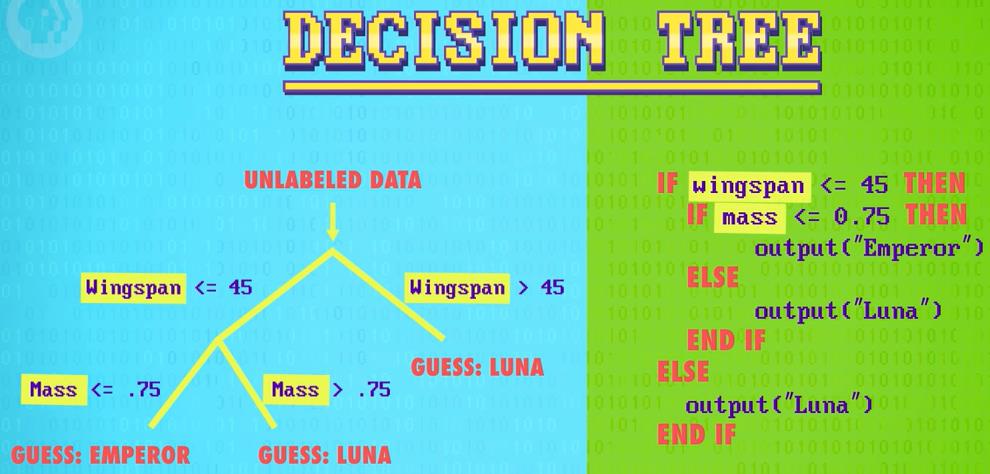 DECISION TREE
UNLABELED DATA
Wingspan <= 45
Wingspan > 45
GUESS: LUNA
Mass <= .75
Mass > .75
GUESS: EMPEROR
GUESS: LUNA
IF wingspan <= 45 THEN
IF mass <= 0.75 THEN
output("Emperor")
ELSE
output("Luna")
END IF
ELSE
output("Luna")
END IF